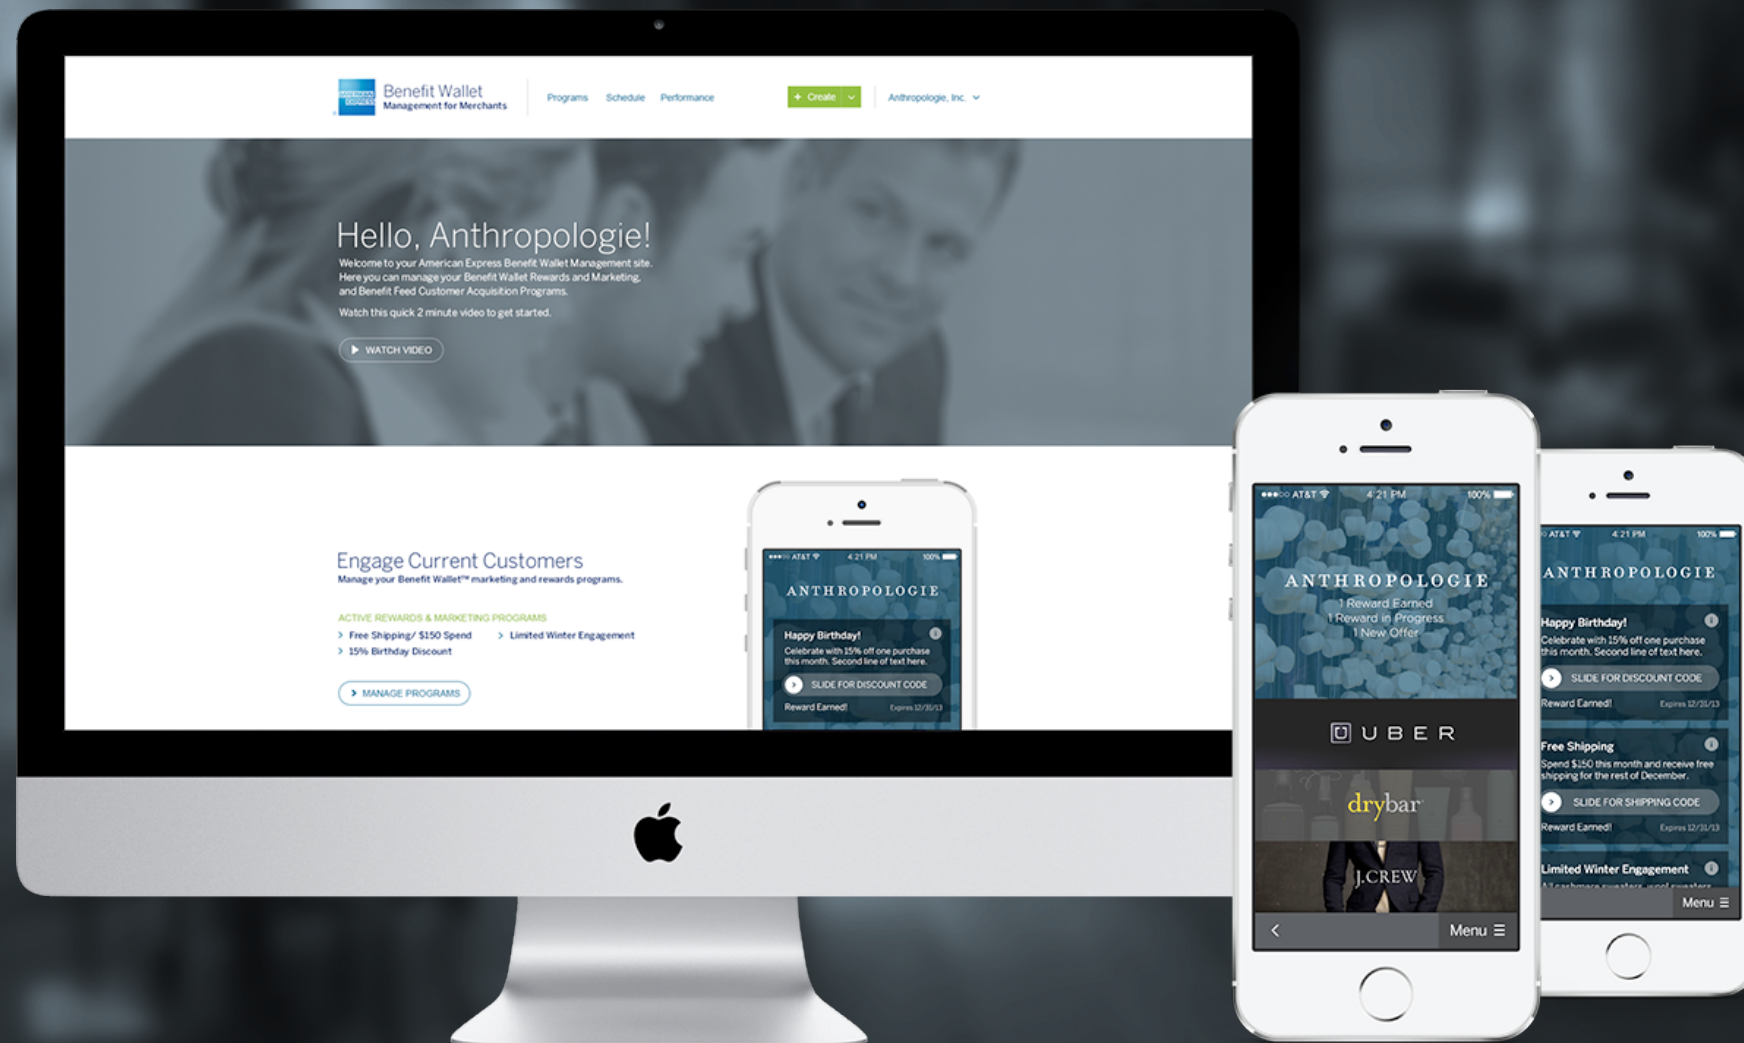 AMERICAN
EXPRESS
Benefit Wallet
Management for Merchants
Programs
Schedule
Performance
+ Create
Anthropologie, Inc.
Hello, Anthropologie!
Welcome to your American Express Benefit Wallet Management site.
Here you can manage your Benefit Wallet Rewards and Marketing,
and Benefit Feed Customer Acquisition Programs.
Watch this quick 2 minute video to get started.
WATCH VIDEO
Engage Current Customers
Manage your Benefit Wallet™ marketing and rewards programs.
ACTIVE REWARDS & MARKETING PROGRAMS
Free Shipping/ $150 Spend
Limited Winter Engagement
15% Birthday Discount
MANAGE PROGRAMS
AT&T 4:21 PM 100%
ANTHROPOLOGIE
Happy Birthday!
Celebrate with 15% off one purchase
this month. Second line of text here.
SLIDE FOR DISCOUNT CODE
Reward Earned! Expires 12/31/13
AT&T 4:21 PM 100%
ANTHROPOLOGIE
1 Reward Earned
1 Reward in Progress
1 New Offer
UBER
drybar
J.CREW
Menu
AT&T 4:21 PM 100%
ANTHROPOLOGIE
Happy Birthday!
Celebrate with 15% off one purchase
this month. Second line of text here.
SLIDE FOR DISCOUNT CODE
Reward Earned! Expires 12/31/13
Free Shipping
Spend $150 this month and receive free
shipping for the rest of December.
SLIDE FOR SHIPPING CODE
Reward Earned! Expires 12/31/13
Limited Winter Engagement
All cashmere sweaters, wool sweaters
Menu